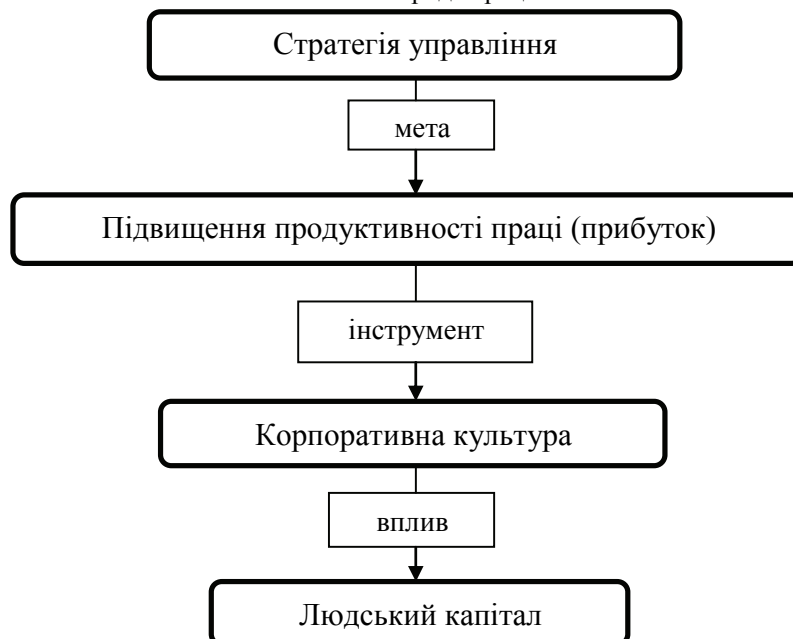 Стратегія управління
мета
Підвищення продуктивності праці (прибуток)
інструмент
Корпоративна культура
вплив
Людський капітал